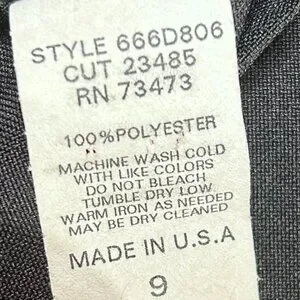 STYLE 666D806
CUT 23485
RN 73473
100%POLYESTER
MACHINE WASH COLD
WITH LIKE COLORS
DO NOT BLEACH
TUMBLE DRY LOW
WARM IRON AS NEEDED
MAY BE DRY CLEANED
MADE IN U.S.A
9